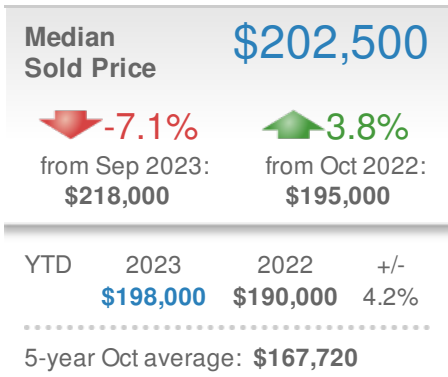 Median $202,500
Sold Price
-7.1% 3.8%
from Sep 2023: from Oct 2022:
$218,000 $195,000
YTD 2023 2022 +/-
$198,000 $190,000 4.2%
5-year Oct average: $167,720